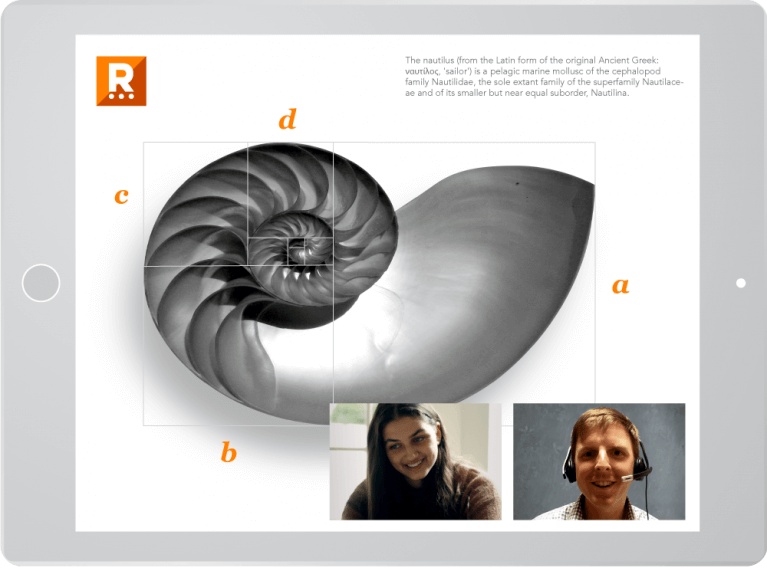 R
The nautilus (from the Latin form of the original Ancient Greek:
ναυτίλος, 'sailor') is a pelagic marine mollusc of the cephalopod
family Nautilidae, the sole extant family of the superfamily Nautilace-
ae and of its smaller but near equal suborder, Nautilina.
d
c
a
b